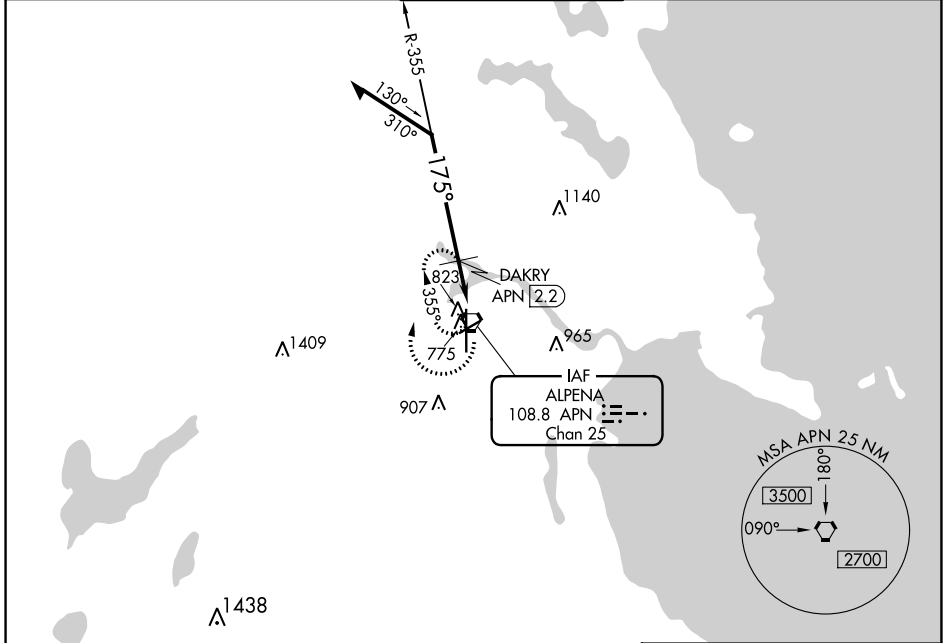 R-355
130°
310°
175°
1140
823
DAKRY
APN 2.2
355°
1409
775
965
907
IAF
ALPENA
108.8 APN
Chan 25
MSA APN 25 NM
180°
3500
090°
2700
1438